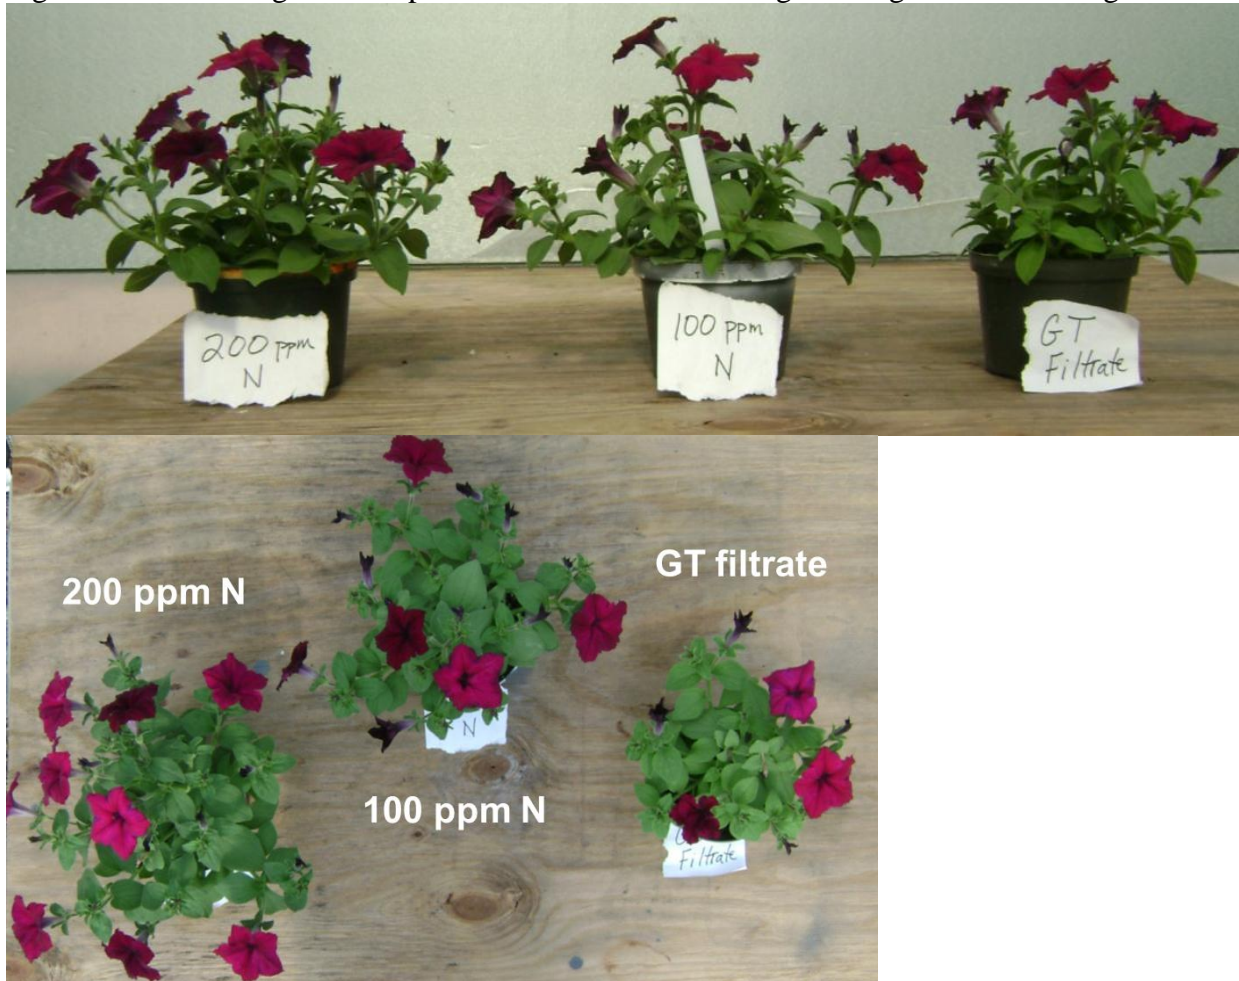 200 ppm
N
100 ppm
N
GT
Filtrate
200 ppm N
GT filtrate
N
100 ppm N
Filtrate